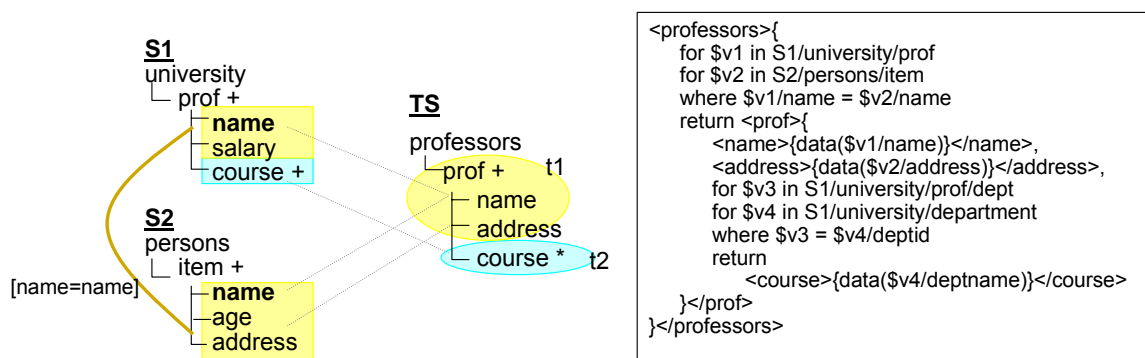 S1
university
prof +
name
salary
course +
S2
persons
item +
name
age
address
[name=name]
TS
professors
prof +
t1
name
address
course *
t2
<professors>{
for $v1 in S1/university/prof
for $v2 in S2/persons/item
where $v1/name = $v2/name
return <prof>{
<name>{data($v1/name)}</name>,
<address>{data($v2/address)}</address>,
for $v3 in S1/university/prof/dept
for $v4 in S1/university/department
where $v3 = $v4/deptid
return
<course>{data($v4/deptname)}</course>
}</prof>
}</professors>